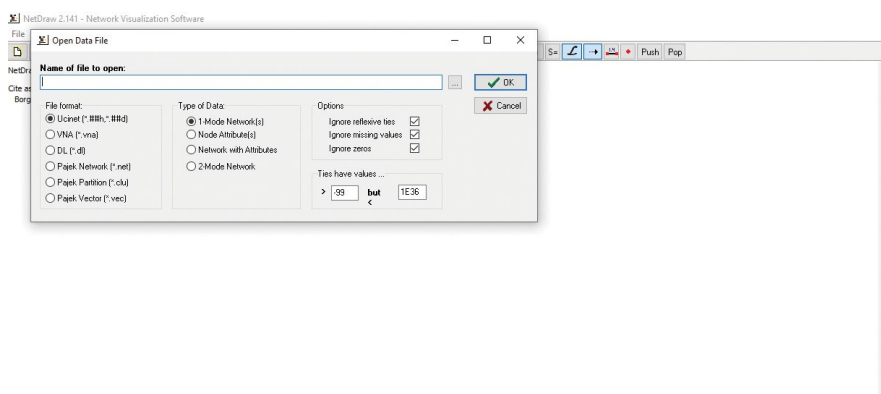 NetDraw 2.141 - Network Visualization Software
File
Open Data File
S= Push Pop
NetDra
Cite as
Borg
Name of file to open:
... OK
Cancel
File format:
Ucinet (*.##h,*.##d)
VNA (*.vna)
DL (*.dl)
Pajek Network (*.net)
Pajek Partition (*.clu)
Pajek Vector (*.vec)
Type of Data:
1-Mode Network(s)
Node Attribute(s)
Network with Attributes
2-Mode Network
Options
Ignore reflexive ties
Ignore missing values
Ignore zeros
Ties have values ...
> -99 but < 1E36